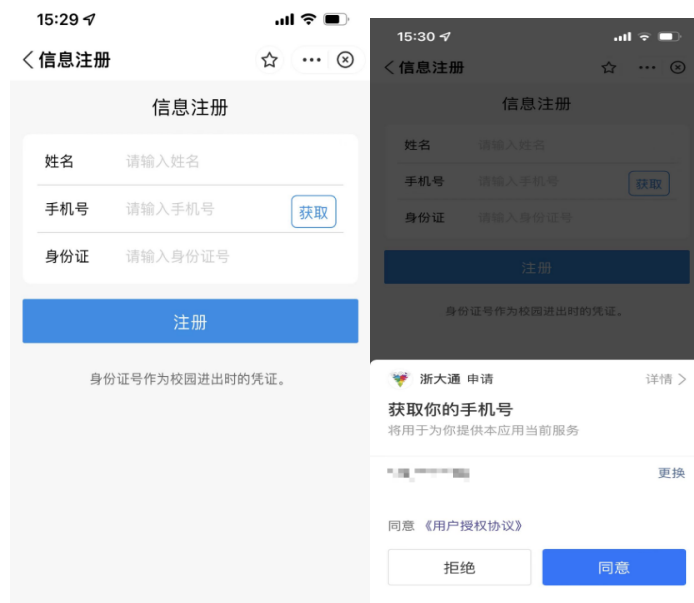 15:29
信息注册
信息注册
姓名 请输入姓名
手机号 请输入手机号 获取
身份证 请输入身份证号
注册
身份证号作为校园进出时的凭证。
15:30
信息注册
信息注册
姓名 请输入姓名
手机号 请输入手机号 获取
身份证 请输入身份证号
注册
身份证号作为校园进出时的凭证。
浙大通 申请 详情
获取你的手机号
将用于为你提供本应用当前服务
更换
同意 《用户授权协议》
拒绝 同意